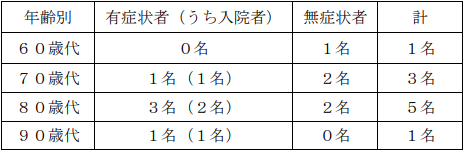 年齢別 有症状者（うち入院者） 無症状者 計
６０歳代 ０名 １名 １名
７０歳代 １名（１名） ２名 ３名
８０歳代 ３名（２名） ２名 ５名
９０歳代 １名（１名） ０名 １名